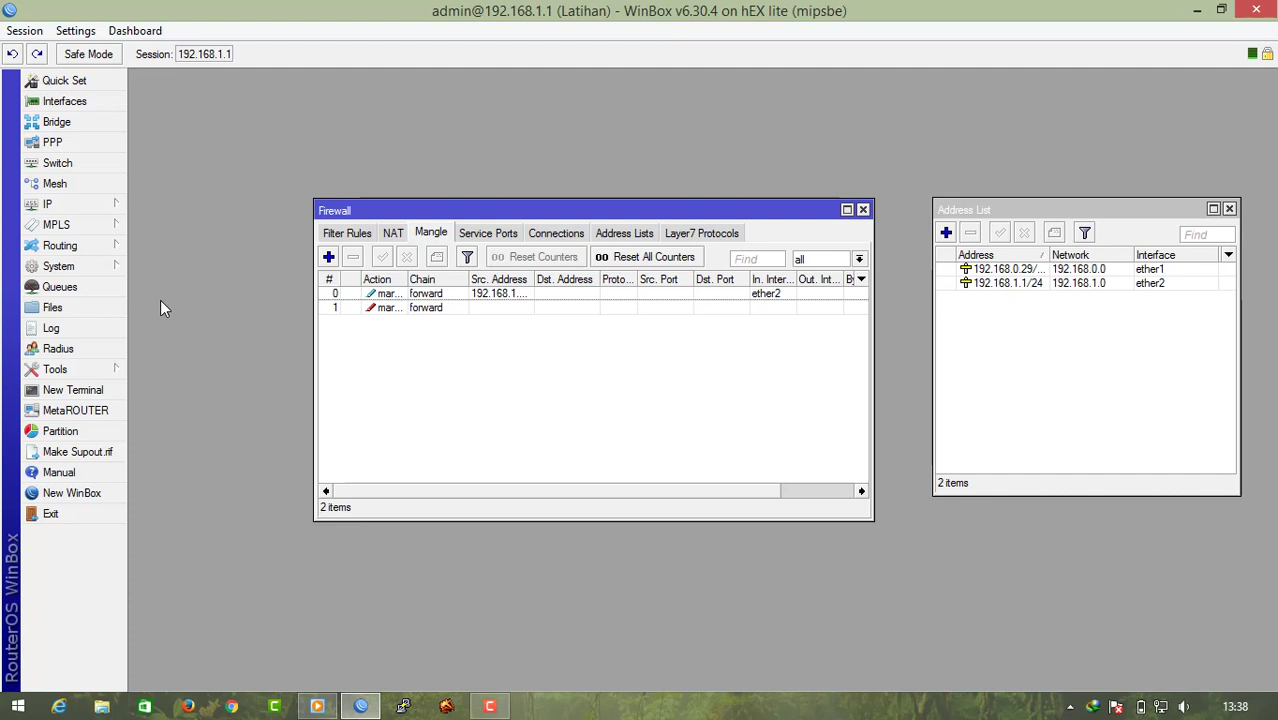 admin@192.168.1.1 (Latihan) - WinBox v6.30.4 on hEX lite (mipsbe)
Session Settings Dashboard
Safe Mode Session: 192.168.1.1
Quick Set
Interfaces
Bridge
PPP
Switch
Mesh
IP
MPLS
Routing
System
Queues
Files
Log
Radius
Tools
New Terminal
MetaROUTER
Partition
Make Supout.rif
Manual
New WinBox
Exit
RouterOS WinBox
Firewall
Filter Rules NAT Mangle Service Ports Connections Address Lists Layer7 Protocols
00 Reset Counters 00 Reset All Counters Find all
# Action Chain Src. Address Dst. Address Proto... Src. Port Dst. Port In. Inter... Out. Int... By
0 mar... forward 192.168.1.... ether2
1 mar... forward
2 items
Address List
Find
Address Network Interface
192.168.0.29/... 192.168.0.0 ether1
192.168.1.1/24 192.168.1.0 ether2
2 items
13:38